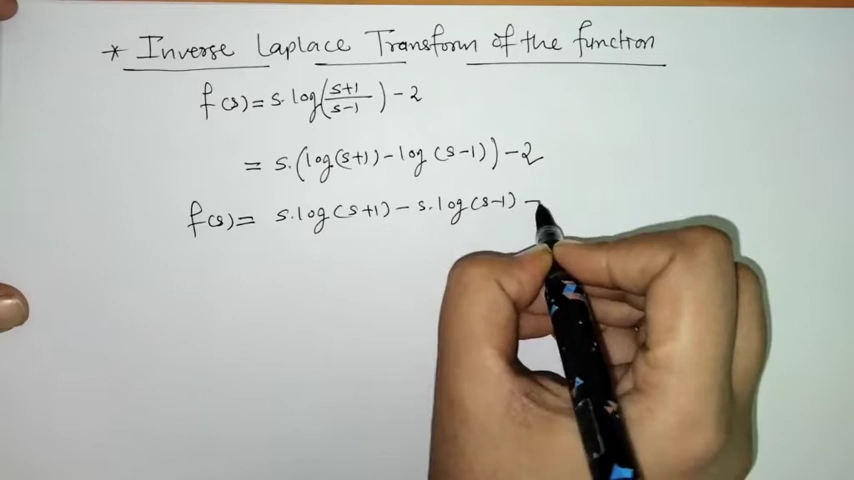 * Inverse Laplace Transform of the function
f(s) = s.log(s+1/s-1) - 2
= s.(log(s+1) - log(s-1)) - 2
f(s) = s.log(s+1) - s.log(s-1) -